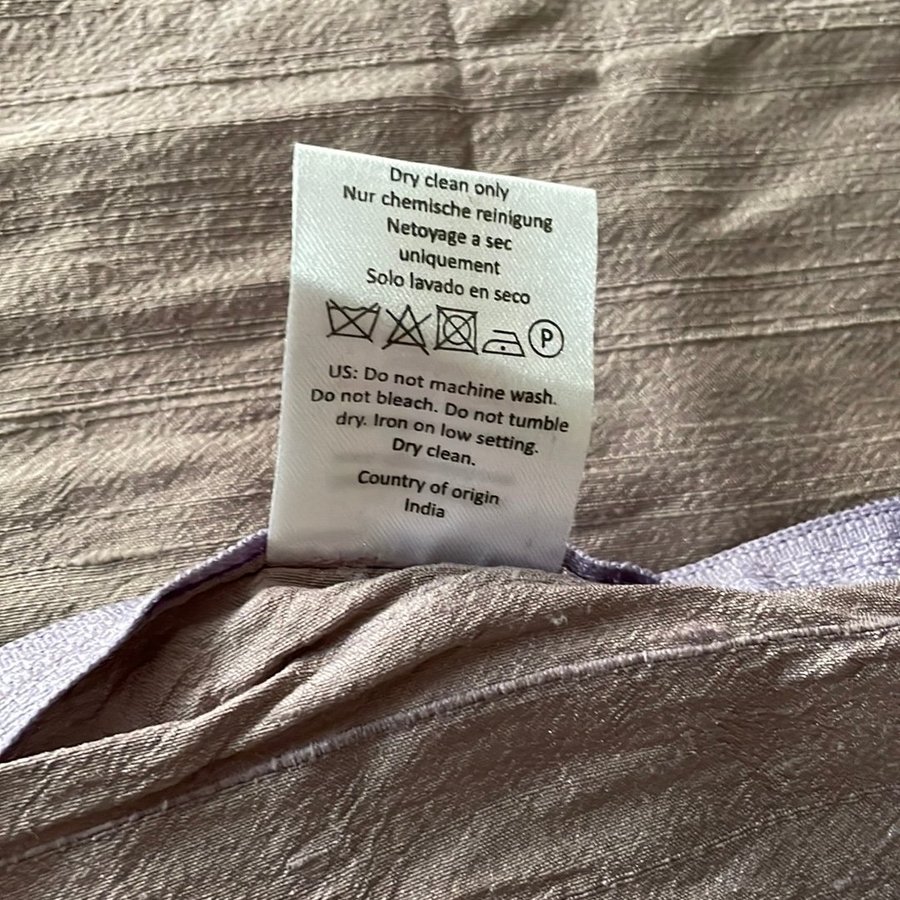 Dry clean only
Nur chemische reinigung
Netoyage a sec
uniquement
Solo lavado en seco
P
US: Do not machine wash.
Do not bleach. Do not tumble
dry. Iron on low setting.
Dry clean.
Country of origin
India